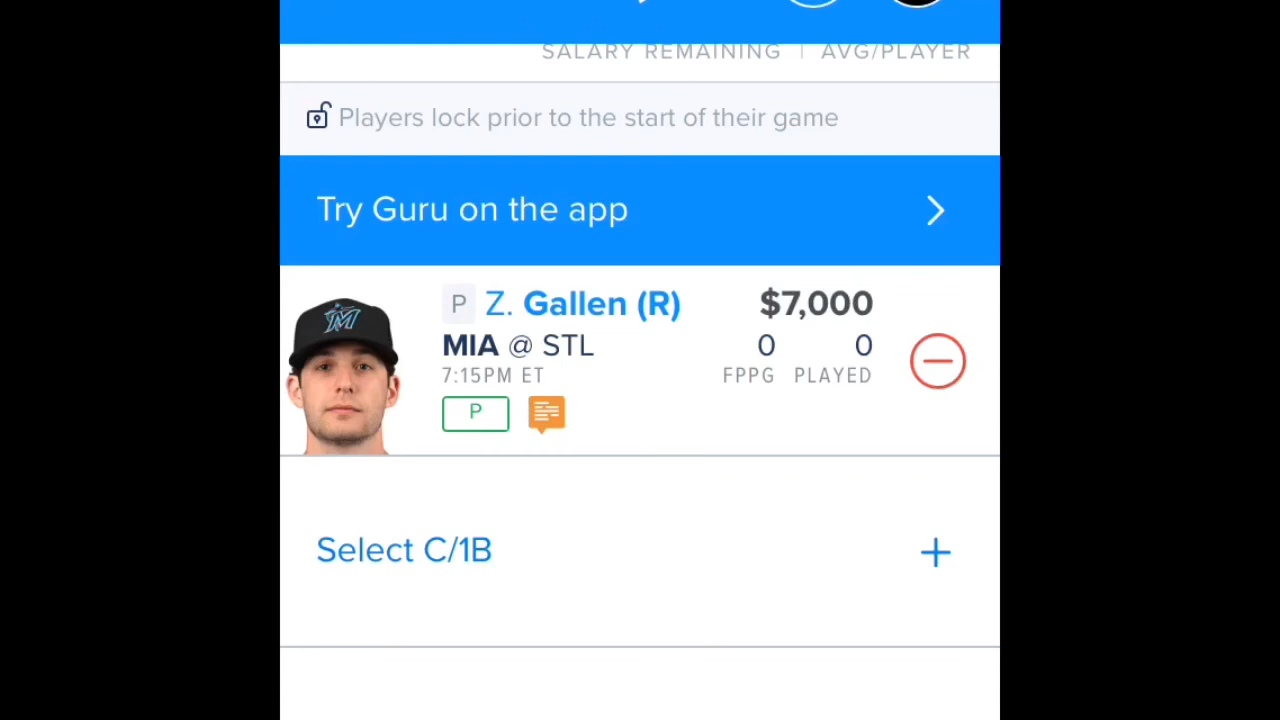 SALARY REMAINING | AVG/PLAYER
Players lock prior to the start of their game
Try Guru on the app
P Z. Gallen (R) $7,000
MIA @ STL 0 0
7:15PM ET FPPG PLAYED
P
Select C/1B